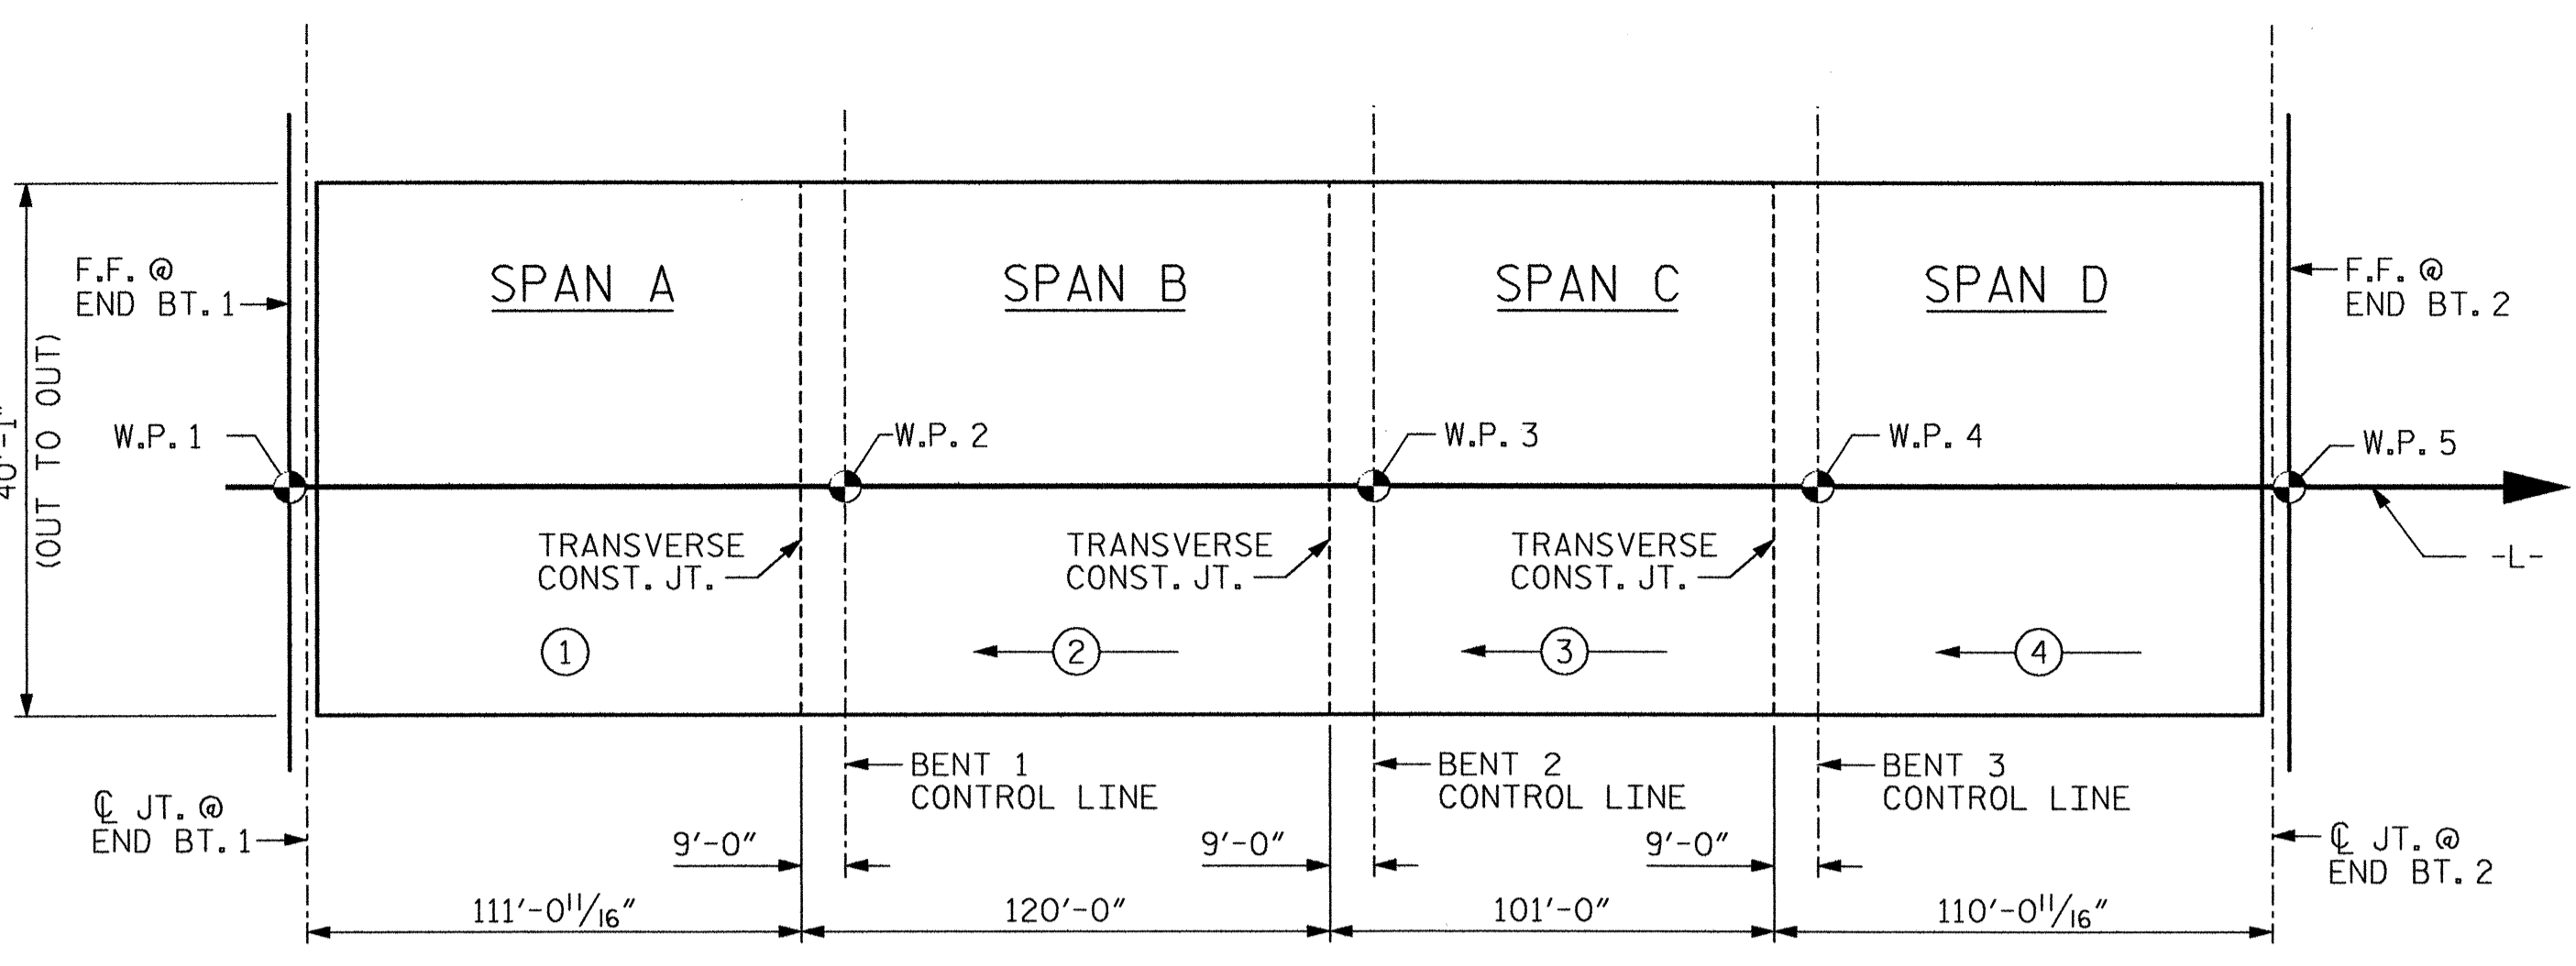 SPAN A
SPAN B
SPAN C
SPAN D
F.F. @
END BT. 1
F.F. @
END BT. 2
40'-1"
(OUT TO OUT)
W.P. 1
W.P. 2
W.P. 3
W.P. 4
W.P. 5
TRANSVERSE
CONST. JT.
TRANSVERSE
CONST. JT.
TRANSVERSE
CONST. JT.
-L-
1
2
3
4
BENT 1
CONTROL LINE
BENT 2
CONTROL LINE
BENT 3
CONTROL LINE
℄ JT. @
END BT. 1
℄ JT. @
END BT. 2
9'-0"
9'-0"
9'-0"
111'-0 11/16"
120'-0"
101'-0"
110'-0 11/16"